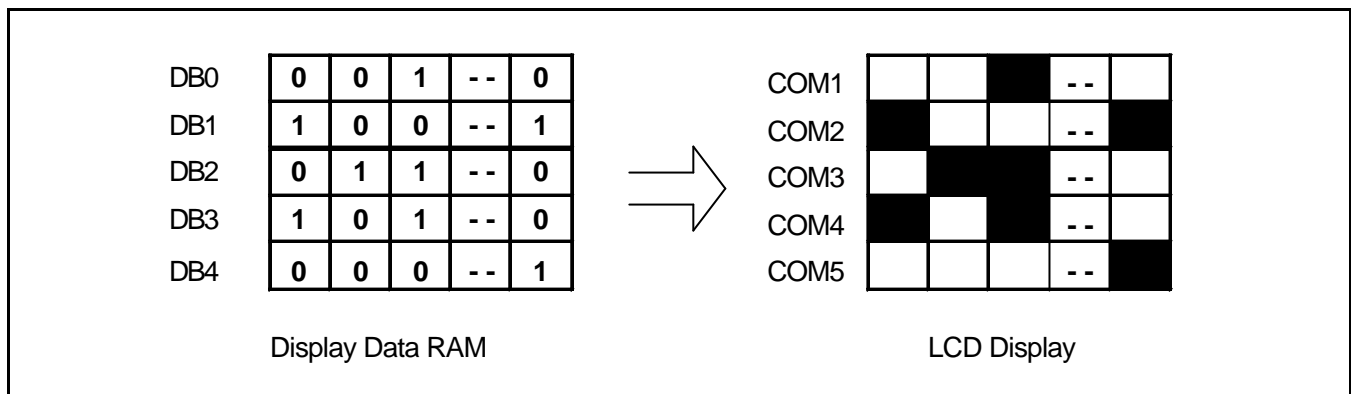 DB0 0 0 1 - - 0 COM1 - -
DB1 1 0 0 - - 1 COM2 - -
DB2 0 1 1 - - 0 COM3 - -
DB3 1 0 1 - - 0 COM4 - -
DB4 0 0 0 - - 1 COM5 - -
Display Data RAM LCD Display